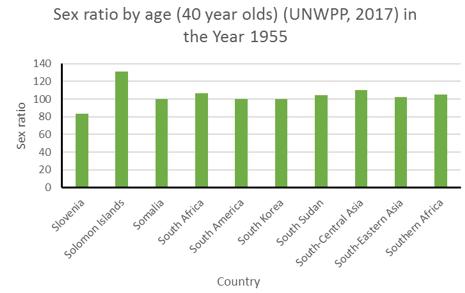 Sex ratio by age (40 year olds) (UNWPP, 2017) in
the Year 1955
140
120
100
80
60
40
20
0
Sex ratio
Slovenia
Solomon Islands
Somalia
South Africa
South America
South Korea
South Sudan
South-Central Asia
South-Eastern Asia
Southern Africa
Country